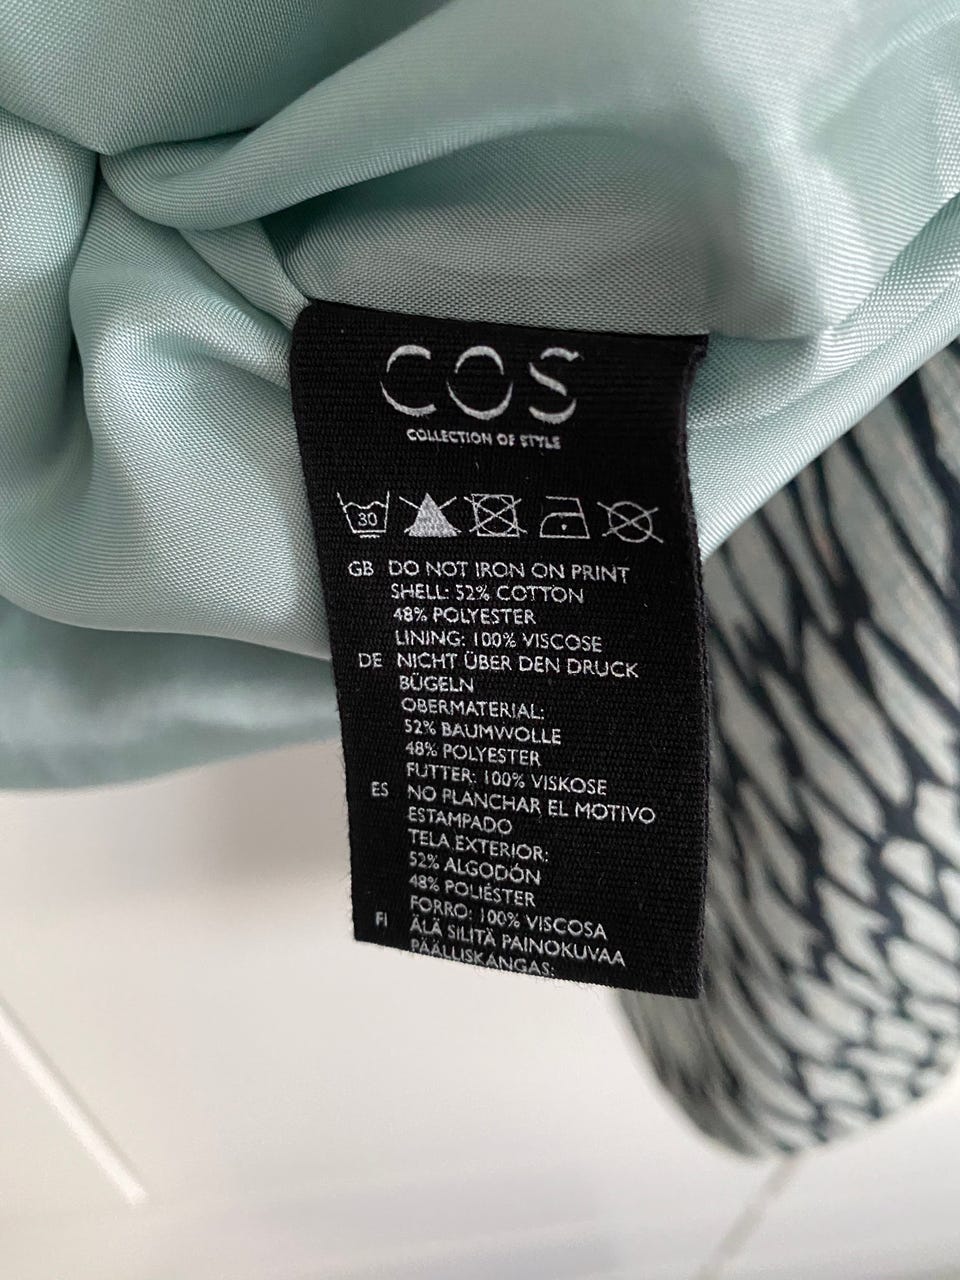 COS
COLLECTION OF STYLE
30
GB DO NOT IRON ON PRINT
SHELL: 52% COTTON
48% POLYESTER
LINING: 100% VISCOSE
DE NICHT ÜBER DEN DRUCK
BÜGELN
OBERMATERIAL:
52% BAUMWOLLE
48% POLYESTER
FUTTER: 100% VISKOSE
ES NO PLANCHAR EL MOTIVO
ESTAMPADO
TELA EXTERIOR:
52% ALGODÓN
48% POLIÉSTER
FORRO: 100% VISCOSA
FI ÄLÄ SILITÄ PAINOKUVAA
PÄÄLLISKANGAS: